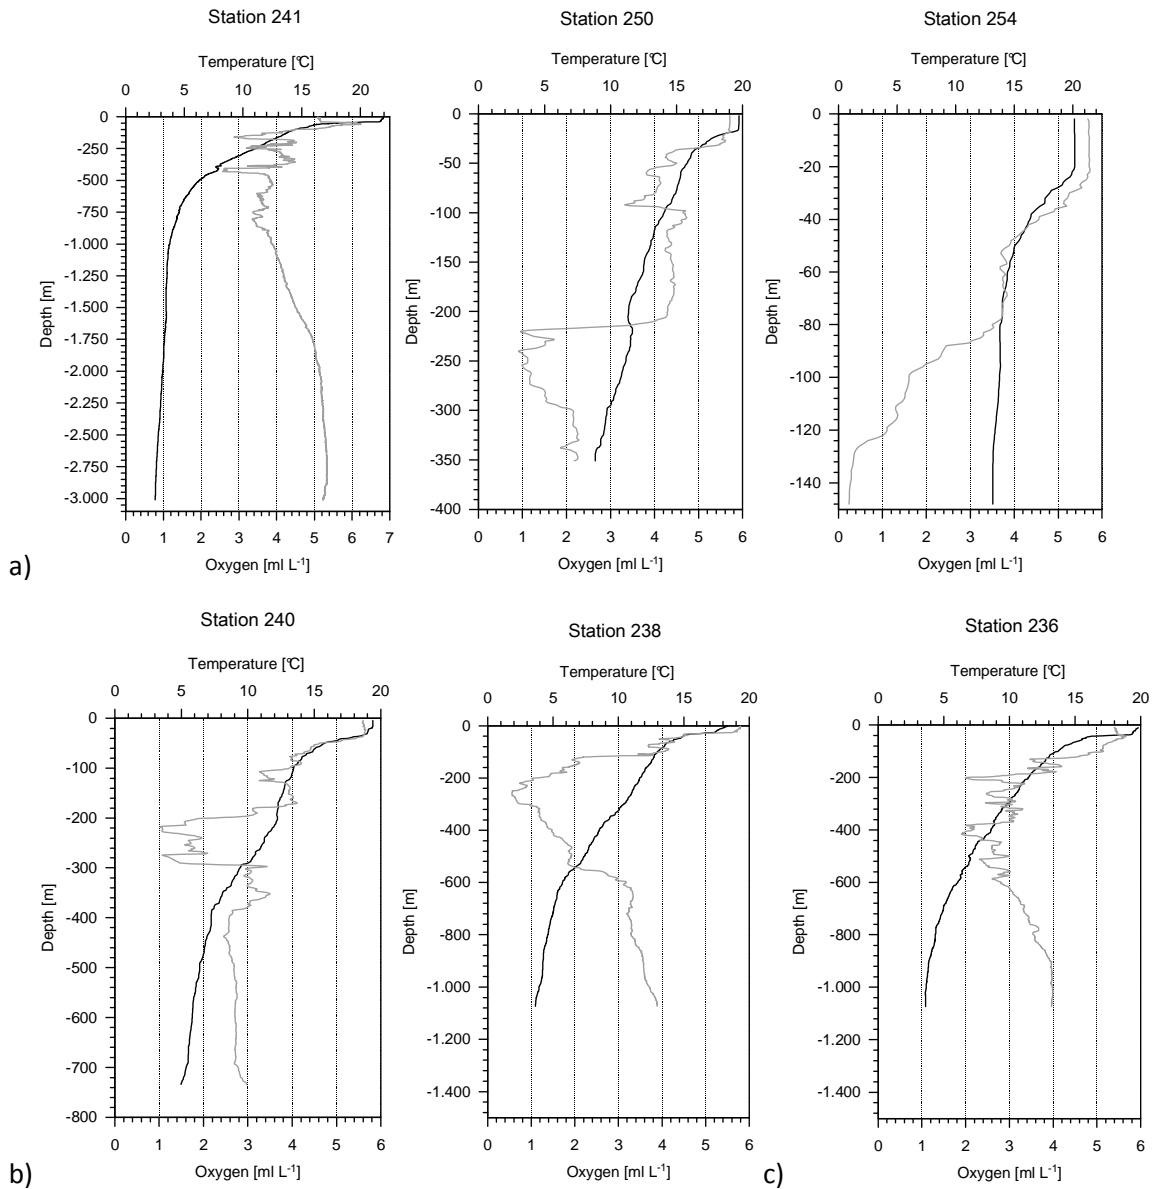 Station 241
Temperature [°C]
0 5 10 15 20
0
-250
-500
-750
-1.000
-1.250
-1.500
-1.750
-2.000
-2.250
-2.500
-2.750
-3.000
Depth [m]
0 1 2 3 4 5 6 7
Oxygen [ml L-1]
Station 250
Temperature [°C]
0 5 10 15 20
0
-50
-100
-150
-200
-250
-300
-350
-400
Depth [m]
0 1 2 3 4 5 6
Oxygen [ml L-1]
Station 254
Temperature [°C]
0 5 10 15 20
0
-20
-40
-60
-80
-100
-120
-140
Depth [m]
0 1 2 3 4 5 6
Oxygen [ml L-1]
a)
Station 240
Temperature [°C]
0 5 10 15 20
0
-100
-200
-300
-400
-500
-600
-700
-800
Depth [m]
0 1 2 3 4 5 6
Oxygen [ml L-1]
b)
Station 238
Temperature [°C]
0 5 10 15 20
0
-200
-400
-600
-800
-1.000
-1.200
-1.400
Depth [m]
0 1 2 3 4 5 6
Oxygen [ml L-1]
Station 236
Temperature [°C]
0 5 10 15 20
0
-200
-400
-600
-800
-1.000
-1.200
-1.400
Depth [m]
0 1 2 3 4 5 6
Oxygen [ml L-1]
c)